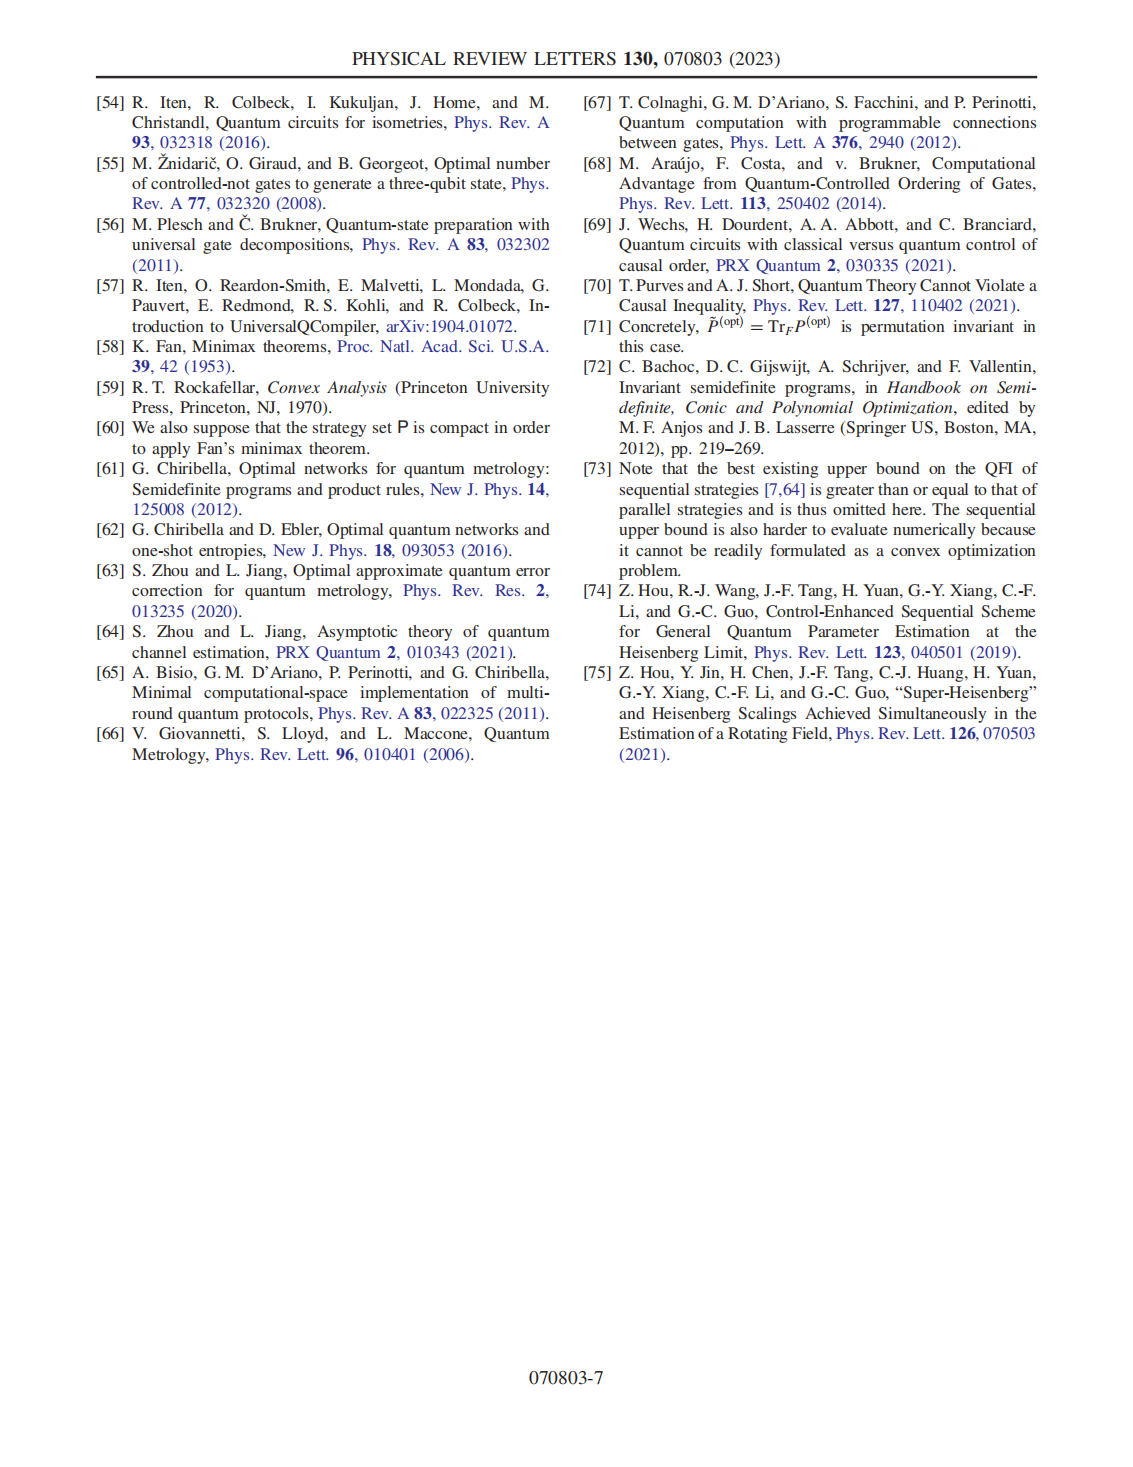 PHYSICAL REVIEW LETTERS 130, 070803 (2023)
[54] R. Iten, R. Colbeck, I. Kukuljan, J. Home, and M.
Christandl, Quantum circuits for isometries, Phys. Rev. A
93, 032318 (2016).
[55] M. Žnidarič, O. Giraud, and B. Georgeot, Optimal number
of controlled-not gates to generate a three-qubit state, Phys.
Rev. A 77, 032320 (2008).
[56] M. Plesch and Č. Brukner, Quantum-state preparation with
universal gate decompositions, Phys. Rev. A 83, 032302
(2011).
[57] R. Iten, O. Reardon-Smith, E. Malvetti, L. Mondada, G.
Pauvert, E. Redmond, R. S. Kohli, and R. Colbeck, In-
troduction to UniversalQCompiler, arXiv:1904.01072.
[58] K. Fan, Minimax theorems, Proc. Natl. Acad. Sci. U.S.A.
39, 42 (1953).
[59] R. T. Rockafellar, Convex Analysis (Princeton University
Press, Princeton, NJ, 1970).
[60] We also suppose that the strategy set P is compact in order
to apply Fan's minimax theorem.
[61] G. Chiribella, Optimal networks for quantum metrology:
Semidefinite programs and product rules, New J. Phys. 14,
125008 (2012).
[62] G. Chiribella and D. Ebler, Optimal quantum networks and
one-shot entropies, New J. Phys. 18, 093053 (2016).
[63] S. Zhou and L. Jiang, Optimal approximate quantum error
correction for quantum metrology, Phys. Rev. Res. 2,
013235 (2020).
[64] S. Zhou and L. Jiang, Asymptotic theory of quantum
channel estimation, PRX Quantum 2, 010343 (2021).
[65] A. Bisio, G. M. D'Ariano, P. Perinotti, and G. Chiribella,
Minimal computational-space implementation of multi-
round quantum protocols, Phys. Rev. A 83, 022325 (2011).
[66] V. Giovannetti, S. Lloyd, and L. Maccone, Quantum
Metrology, Phys. Rev. Lett. 96, 010401 (2006).
[67] T. Colnaghi, G. M. D'Ariano, S. Facchini, and P. Perinotti,
Quantum computation with programmable connections
between gates, Phys. Lett. A 376, 2940 (2012).
[68] M. Araújo, F. Costa, and v. Brukner, Computational
Advantage from Quantum-Controlled Ordering of Gates,
Phys. Rev. Lett. 113, 250402 (2014).
[69] J. Wechs, H. Dourdent, A. A. Abbott, and C. Branciard,
Quantum circuits with classical versus quantum control of
causal order, PRX Quantum 2, 030335 (2021).
[70] T. Purves and A. J. Short, Quantum Theory Cannot Violate a
Causal Inequality, Phys. Rev. Lett. 127, 110402 (2021).
[71] Concretely, P̃^(opt) = Tr_F P^(opt) is permutation invariant in
this case.
[72] C. Bachoc, D. C. Gijswijt, A. Schrijver, and F. Vallentin,
Invariant semidefinite programs, in Handbook on Semi-
definite, Conic and Polynomial Optimization, edited by
M. F. Anjos and J. B. Lasserre (Springer US, Boston, MA,
2012), pp. 219–269.
[73] Note that the best existing upper bound on the QFI of
sequential strategies [7,64] is greater than or equal to that of
parallel strategies and is thus omitted here. The sequential
upper bound is also harder to evaluate numerically because
it cannot be readily formulated as a convex optimization
problem.
[74] Z. Hou, R.-J. Wang, J.-F. Tang, H. Yuan, G.-Y. Xiang, C.-F.
Li, and G.-C. Guo, Control-Enhanced Sequential Scheme
for General Quantum Parameter Estimation at the
Heisenberg Limit, Phys. Rev. Lett. 123, 040501 (2019).
[75] Z. Hou, Y. Jin, H. Chen, J.-F. Tang, C.-J. Huang, H. Yuan,
G.-Y. Xiang, C.-F. Li, and G.-C. Guo, “Super-Heisenberg”
and Heisenberg Scalings Achieved Simultaneously in the
Estimation of a Rotating Field, Phys. Rev. Lett. 126, 070503
(2021).
070803-7